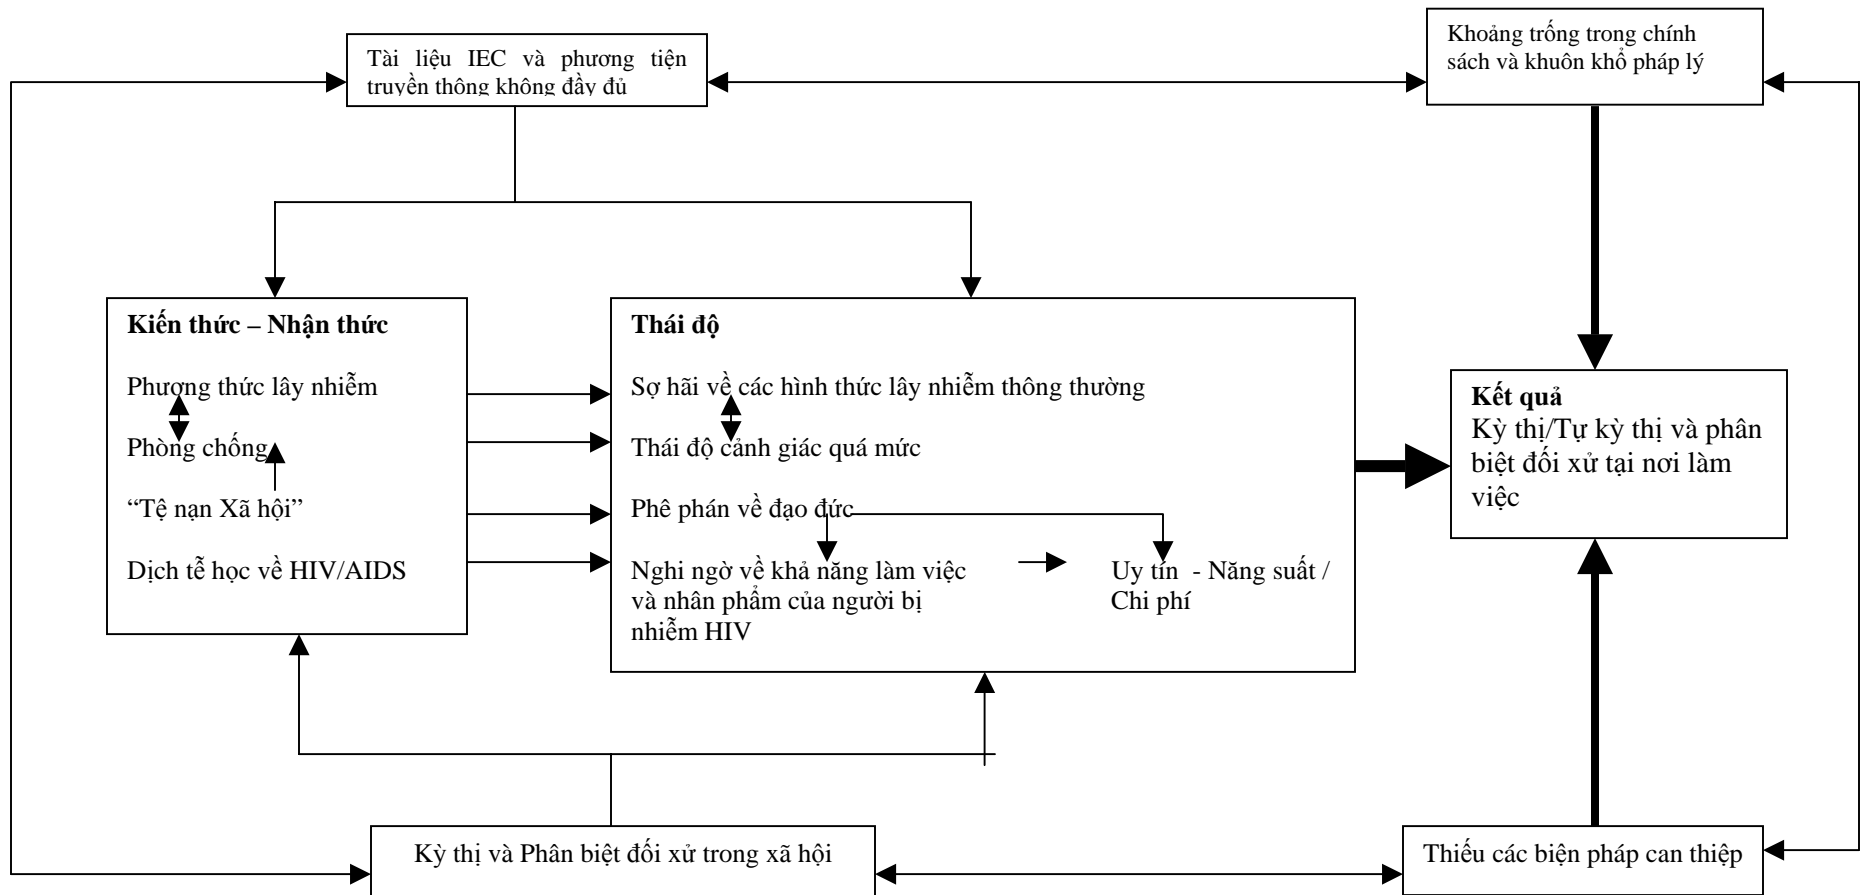 Tài liệu IEC và phương tiện
truyền thông không đầy đủ
Khoảng trống trong chính
sách và khuôn khổ pháp lý
Kiến thức – Nhận thức
Phương thức lây nhiễm
Phòng chống
“Tệ nạn Xã hội”
Dịch tễ học về HIV/AIDS
Thái độ
Sợ hãi về các hình thức lây nhiễm thông thường
Thái độ cảnh giác quá mức
Phê phán về đạo đức
Nghi ngờ về khả năng làm việc
và nhân phẩm của người bị
nhiễm HIV
Uy tín - Năng suất /
Chi phí
Kết quả
Kỳ thị/Tự kỳ thị và phân
biệt đối xử tại nơi làm
việc
Kỳ thị và Phân biệt đối xử trong xã hội
Thiếu các biện pháp can thiệp